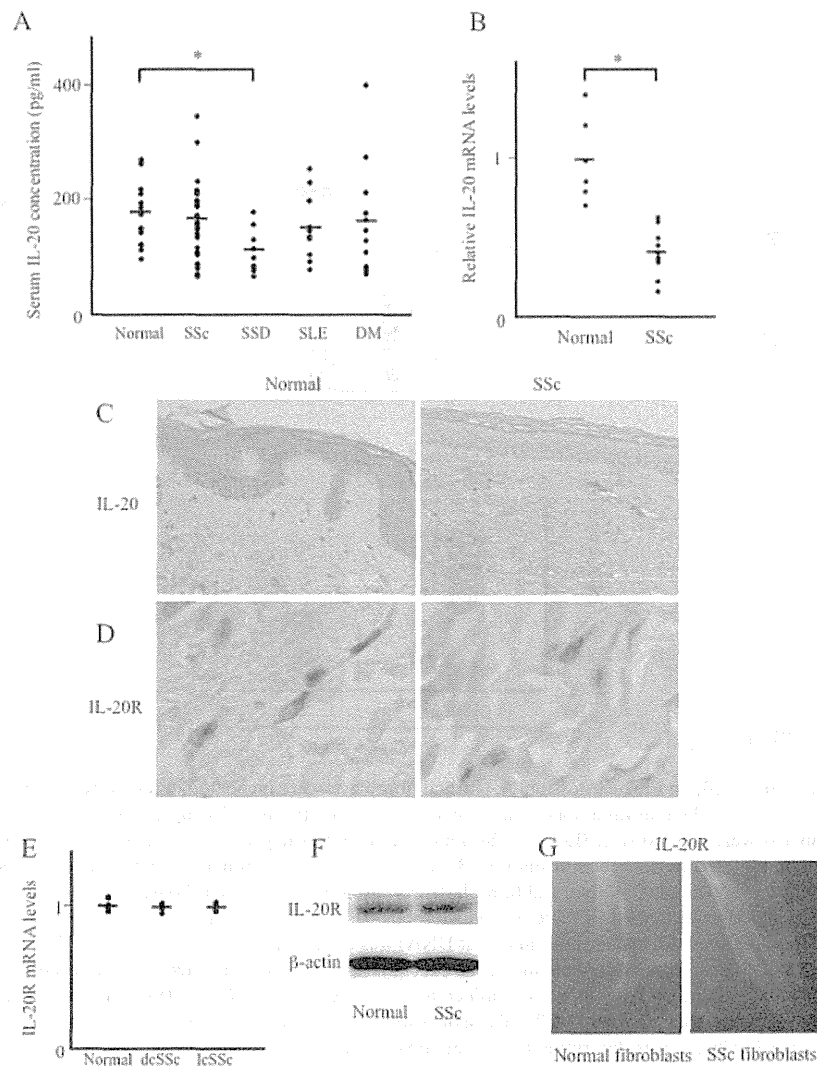 A
Serum IL-20 concentration (pg/ml)
400
200
0
*
Normal SSc SSD SLE DM
B
Relative IL-20 mRNA levels
1
0
*
Normal SSc
Normal SSc
C
IL-20
D
IL-20R
E
IL-20R mRNA levels
1
0
Normal dcSSc lcSSc
F
IL-20R
β-actin
Normal SSc
G
IL-20R
Normal fibroblasts SSc fibroblasts